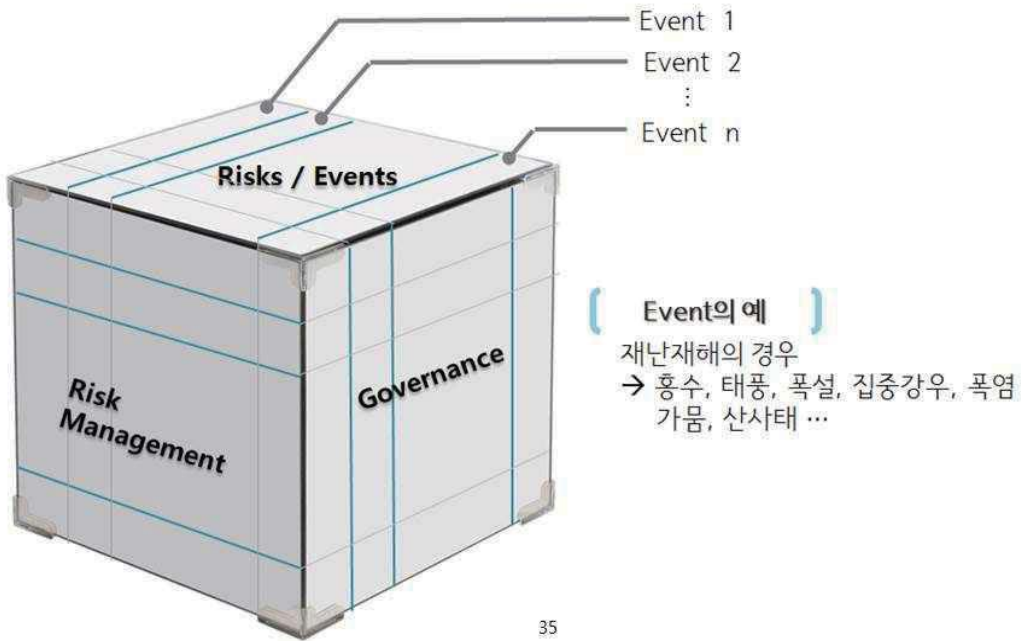 Event 1
Event 2
⋮
Event n
Risks / Events
Risk
Management
Governance
Event의 예
재난재해의 경우
→ 홍수, 태풍, 폭설, 집중강우, 폭염
가뭄, 산사태 …
35